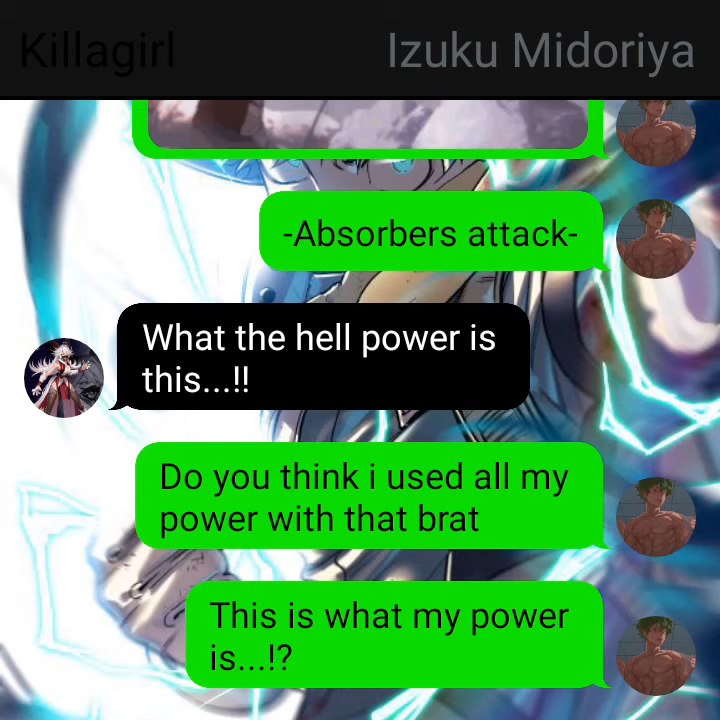 Killagirl
Izuku Midoriya
-Absorbers attack-
What the hell power is
this...!!
Do you think i used all my
power with that brat
This is what my power
is...!?